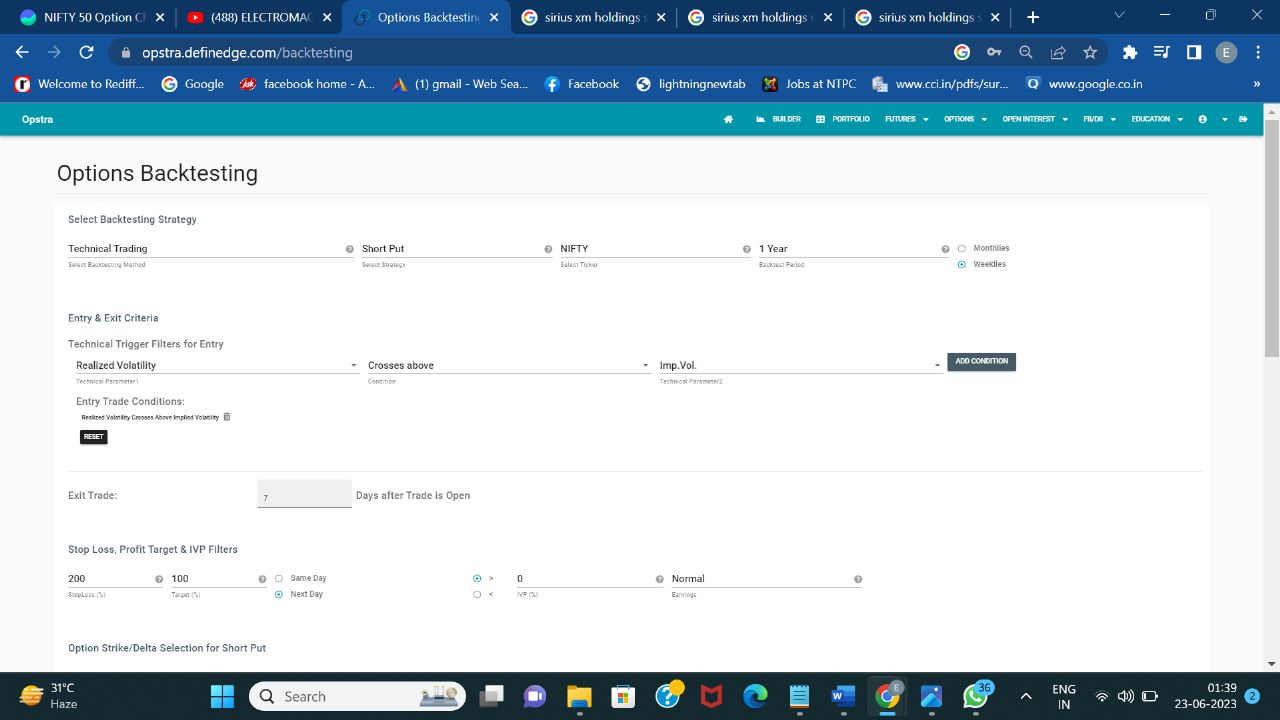 NIFTY 50 Option Cl
(488) ELECTROMAG
Options Backtesting
sirius xm holdings s
sirius xm holdings s
sirius xm holdings s
opstra.definedge.com/backtesting
E
Welcome to Rediff...
Google
facebook home - A...
(1) gmail - Web Sea...
Facebook
lightningnewtab
Jobs at NTPC
www.cci.in/pdfs/sur...
www.google.co.in
»
Opstra
BUILDER
PORTFOLIO
FUTURES
OPTIONS
OPEN INTEREST
FII/DII
EDUCATION
Options Backtesting
Select Backtesting Strategy
Technical Trading
Short Put
NIFTY
1 Year
Monthlies
Select Backtesting Method
Select Strategy
Select Ticker
Backtest Period
Weeklies
Entry & Exit Criteria
Technical Trigger Filters for Entry
Realized Volatility
Crosses above
Imp.Vol.
ADD CONDITION
Technical Parameter1
Condition
Technical Parameter2
Entry Trade Conditions:
Realized Volatility Crosses Above Implied Volatility
RESET
Exit Trade:
7
Days after Trade is Open
Stop Loss, Profit Target & IVP Filters
200
100
Same Day
>
0
Normal
StopLoss (%)
Target (%)
Next Day
<
IVP (%)
Earnings
Option Strike/Delta Selection for Short Put
31°C
Haze
Search
36
ENG
IN
01:39
23-06-2023
2